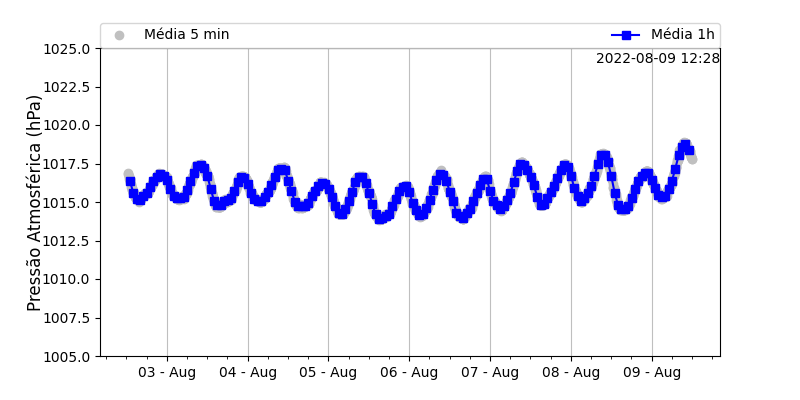 Média 5 min
Média 1h
2022-08-09 12:28
Pressão Atmosférica (hPa)
1025.0
1022.5
1020.0
1017.5
1015.0
1012.5
1010.0
1007.5
1005.0
03 - Aug
04 - Aug
05 - Aug
06 - Aug
07 - Aug
08 - Aug
09 - Aug